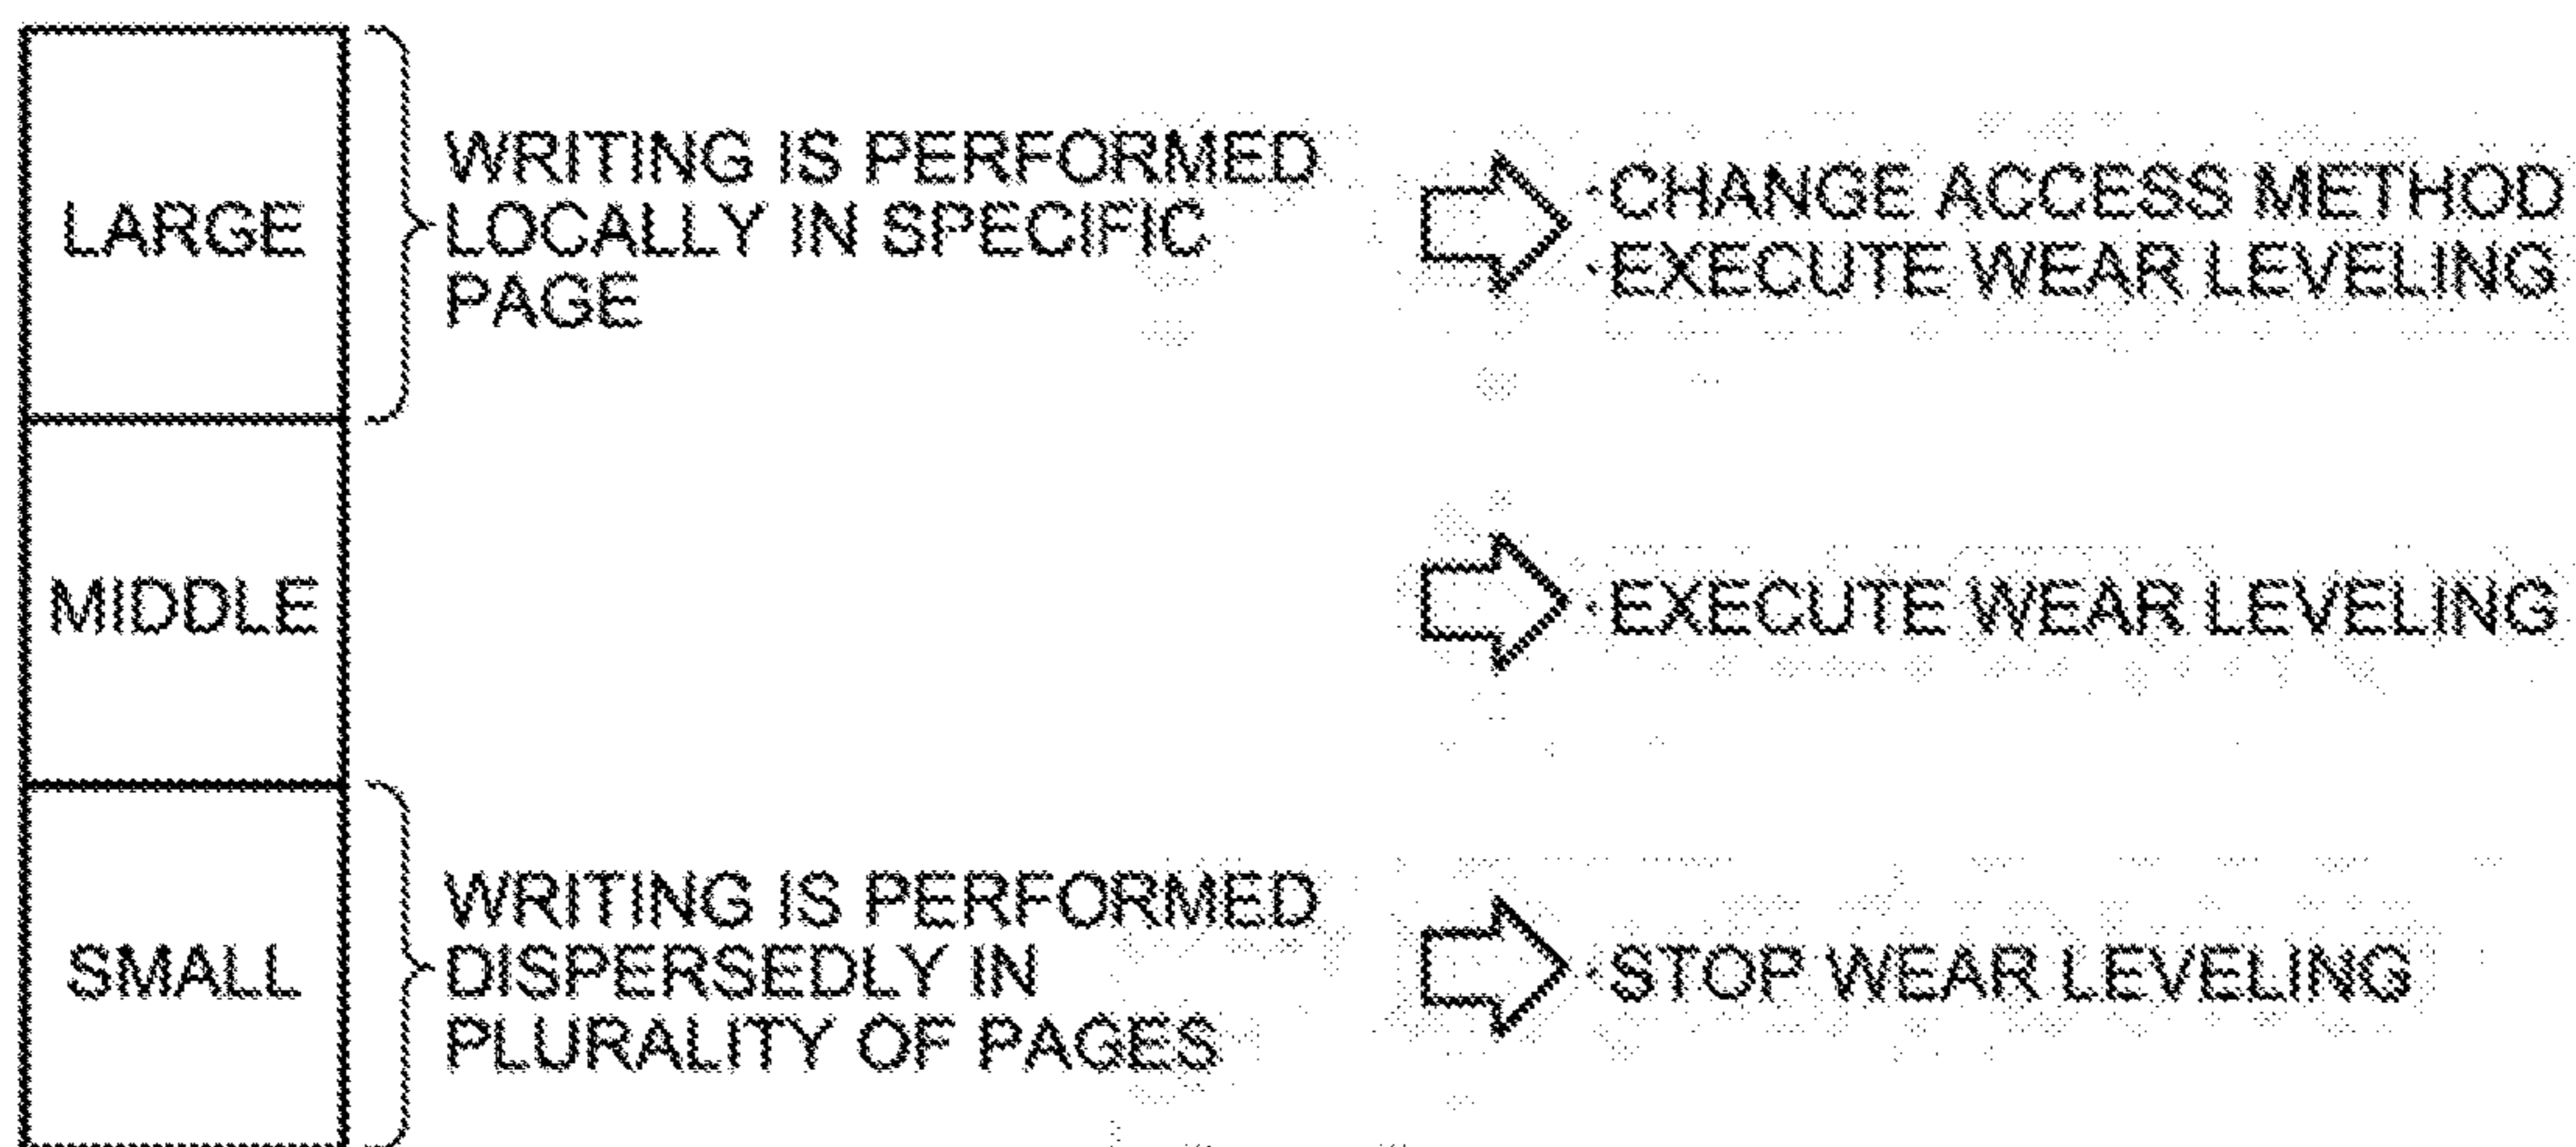 LARGE
WRITING IS PERFORMED
LOCALLY IN SPECIFIC
PAGE
·CHANGE ACCESS METHOD
·EXECUTE WEAR LEVELING
MIDDLE
·EXECUTE WEAR LEVELING
SMALL
WRITING IS PERFORMED
DISPERSEDLY IN
PLURALITY OF PAGES
·STOP WEAR LEVELING